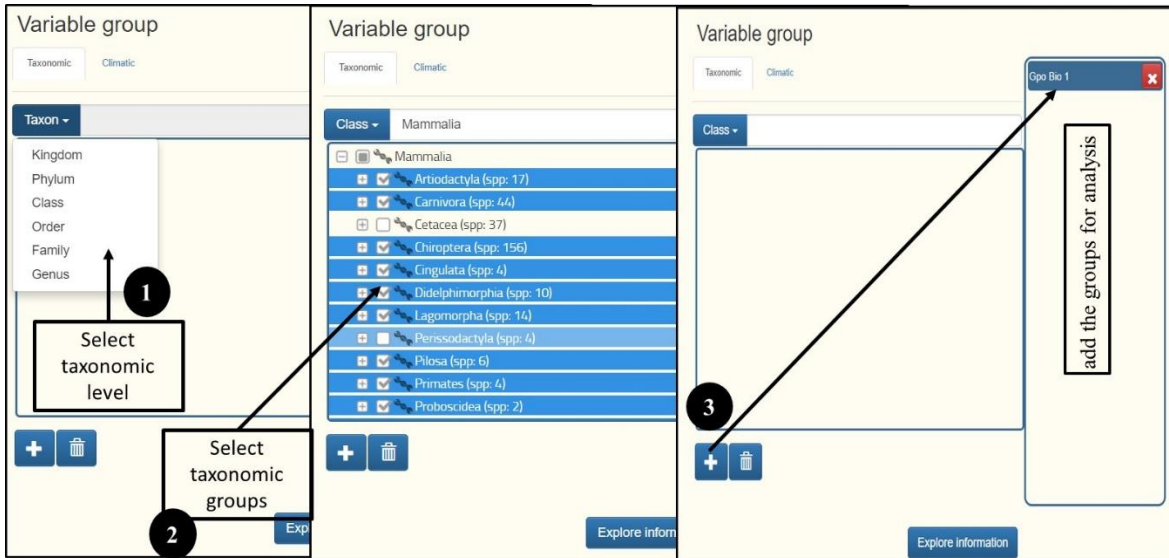 Variable group
Taxonomic Climatic
Taxon
Kingdom
Phylum
Class
Order
Family
Genus
1
Select
taxonomic
level
Exp
Variable group
Taxonomic Climatic
Class Mammalia
Mammalia
Artiodactyla (spp: 17)
Carnivora (spp: 44)
Cetacea (spp: 37)
Chiroptera (spp: 156)
Cingulata (spp: 4)
Didelphimorphia (spp: 10)
Lagomorpha (spp: 14)
Perissodactyla (spp: 4)
Pilosa (spp: 6)
Primates (spp: 4)
Proboscidea (spp: 2)
Select
taxonomic
groups
2
Explore inform
Variable group
Taxonomic Climatic
Class
Gpo Bio 1
add the groups for analysis
3
Explore information